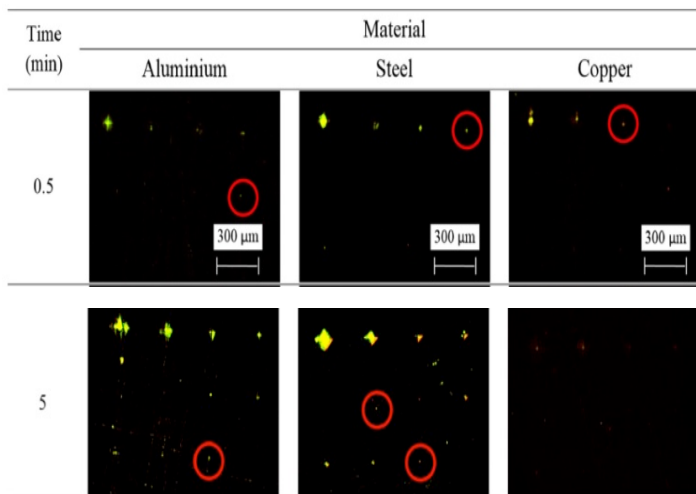 Time
(min)
Material
Aluminium
Steel
Copper
0.5
300 µm
300 µm
300 µm
5